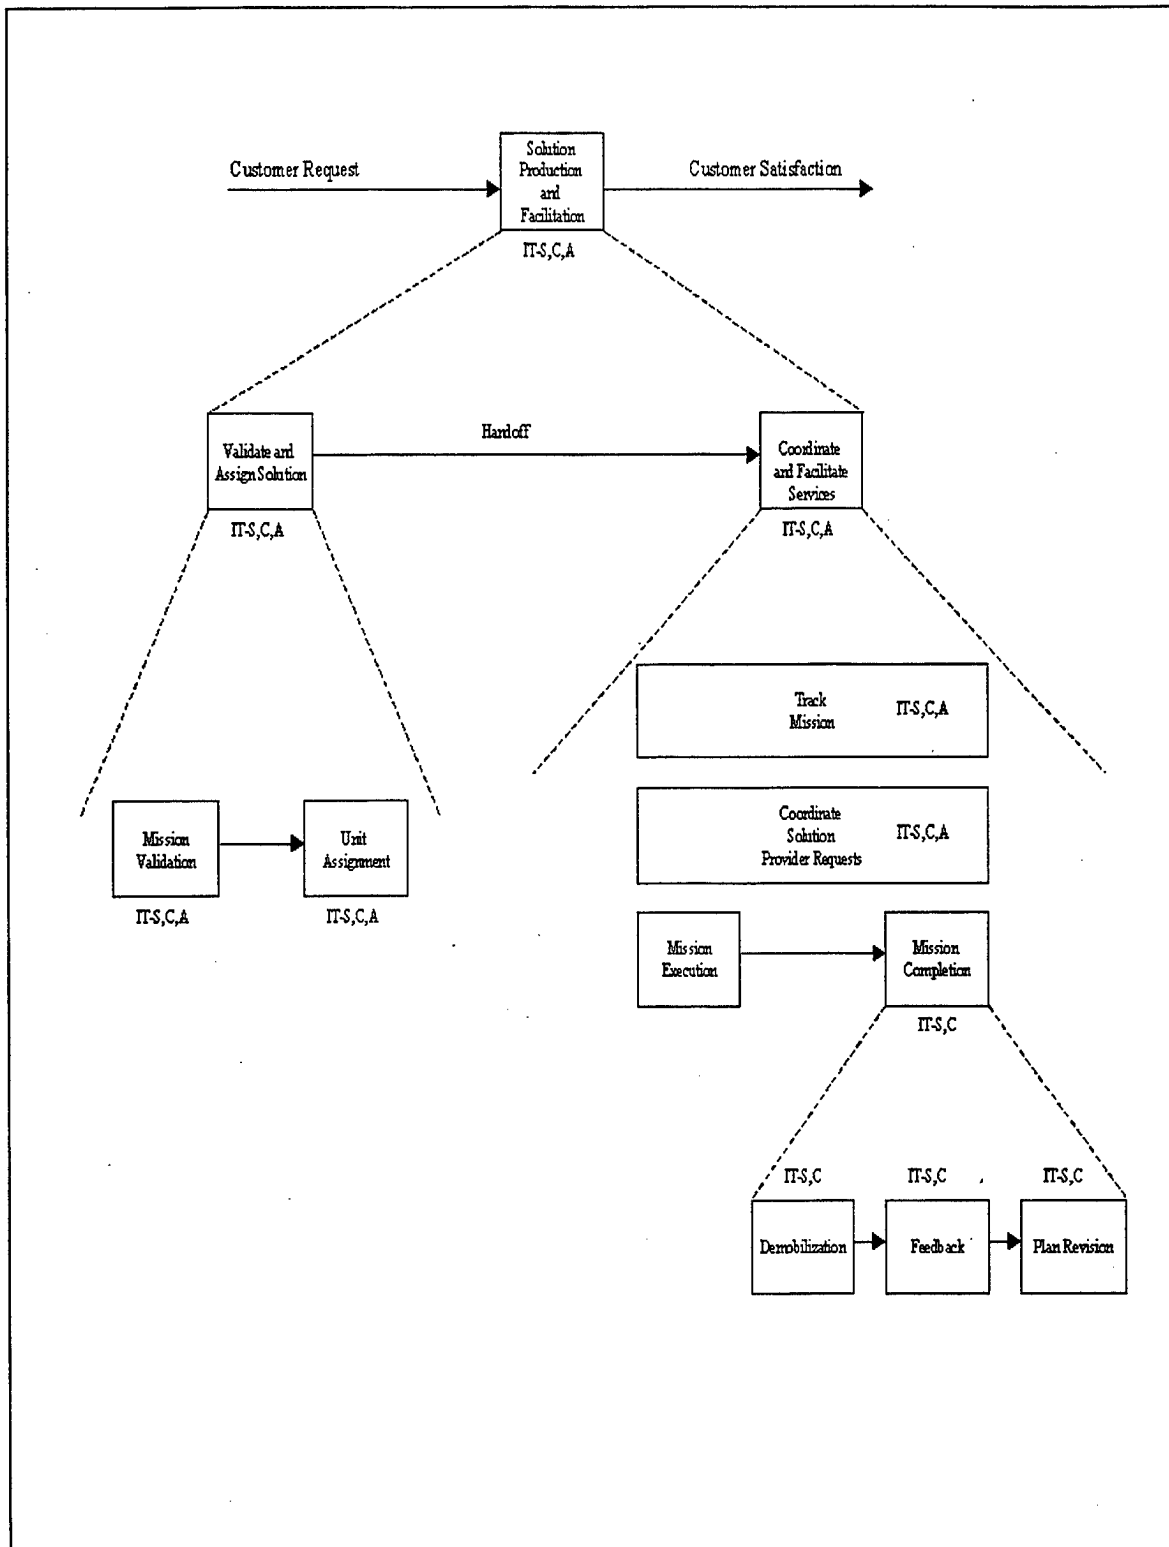 Customer Request
Solution
Production
and
Facilitation
Customer Satisfaction
IT-S,C,A
Validate and
Assign Solution
Handoff
Coordinate
and Facilitate
Services
IT-S,C,A
IT-S,C,A
Track
Mission
IT-S,C,A
Coordinate
Solution
Provider Requests
IT-S,C,A
Mission
Validation
Unit
Assignment
IT-S,C,A
IT-S,C,A
Mission
Execution
Mission
Completion
IT-S,C
IT-S,C
IT-S,C
IT-S,C
Demobilization
Feedback
Plan Revision